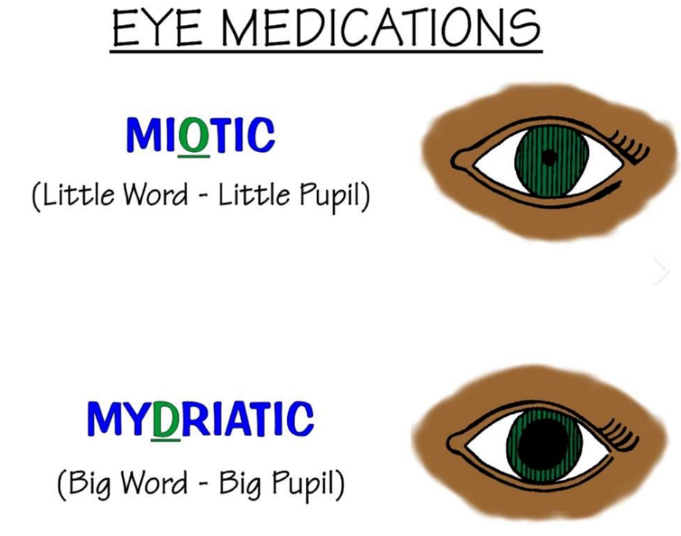 EYE MEDICATIONS
MIOTIC
(Little Word - Little Pupil)
MYDRIATIC
(Big Word - Big Pupil)